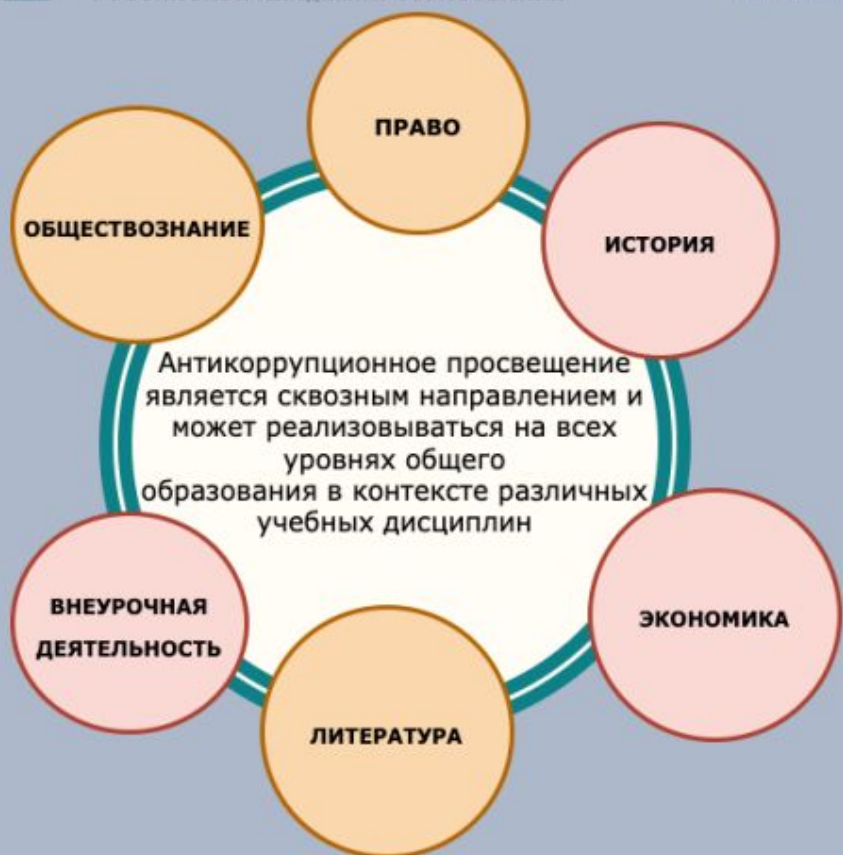 ПРАВО
ОБЩЕСТВОЗНАНИЕ
ИСТОРИЯ
Антикоррупционное просвещение
является сквозным направлением и
может реализовываться на всех
уровнях общего
образования в контексте различных
учебных дисциплин
ВНЕУРОЧНАЯ
ДЕЯТЕЛЬНОСТЬ
ЭКОНОМИКА
ЛИТЕРАТУРА